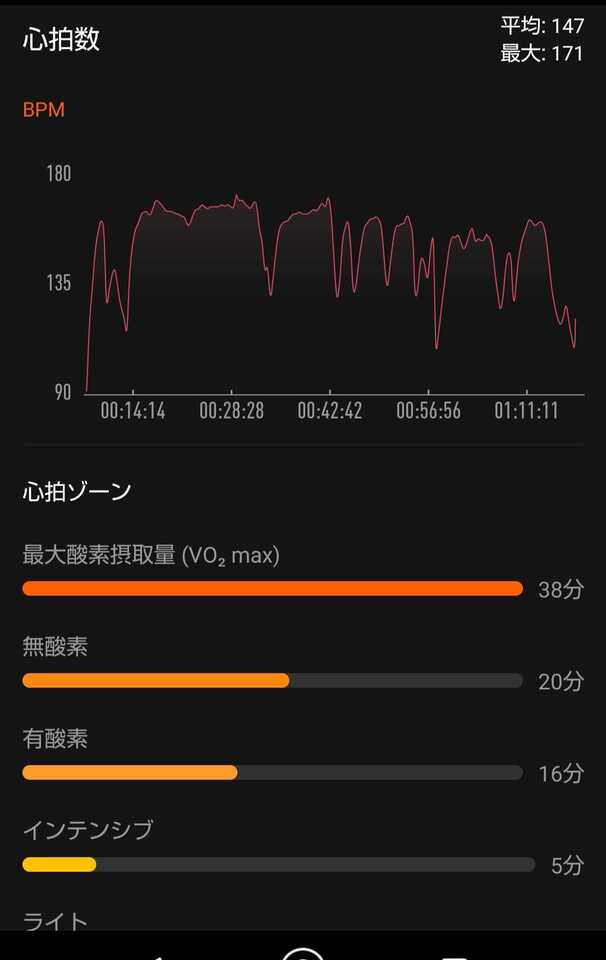 心拍数
平均: 147
最大: 171
BPM
180
135
90
00:14:14 00:28:28 00:42:42 00:56:56 01:11:11
心拍ゾーン
最大酸素摂取量 (VO₂ max)
38分
無酸素
20分
有酸素
16分
インテンシブ
5分
ライト